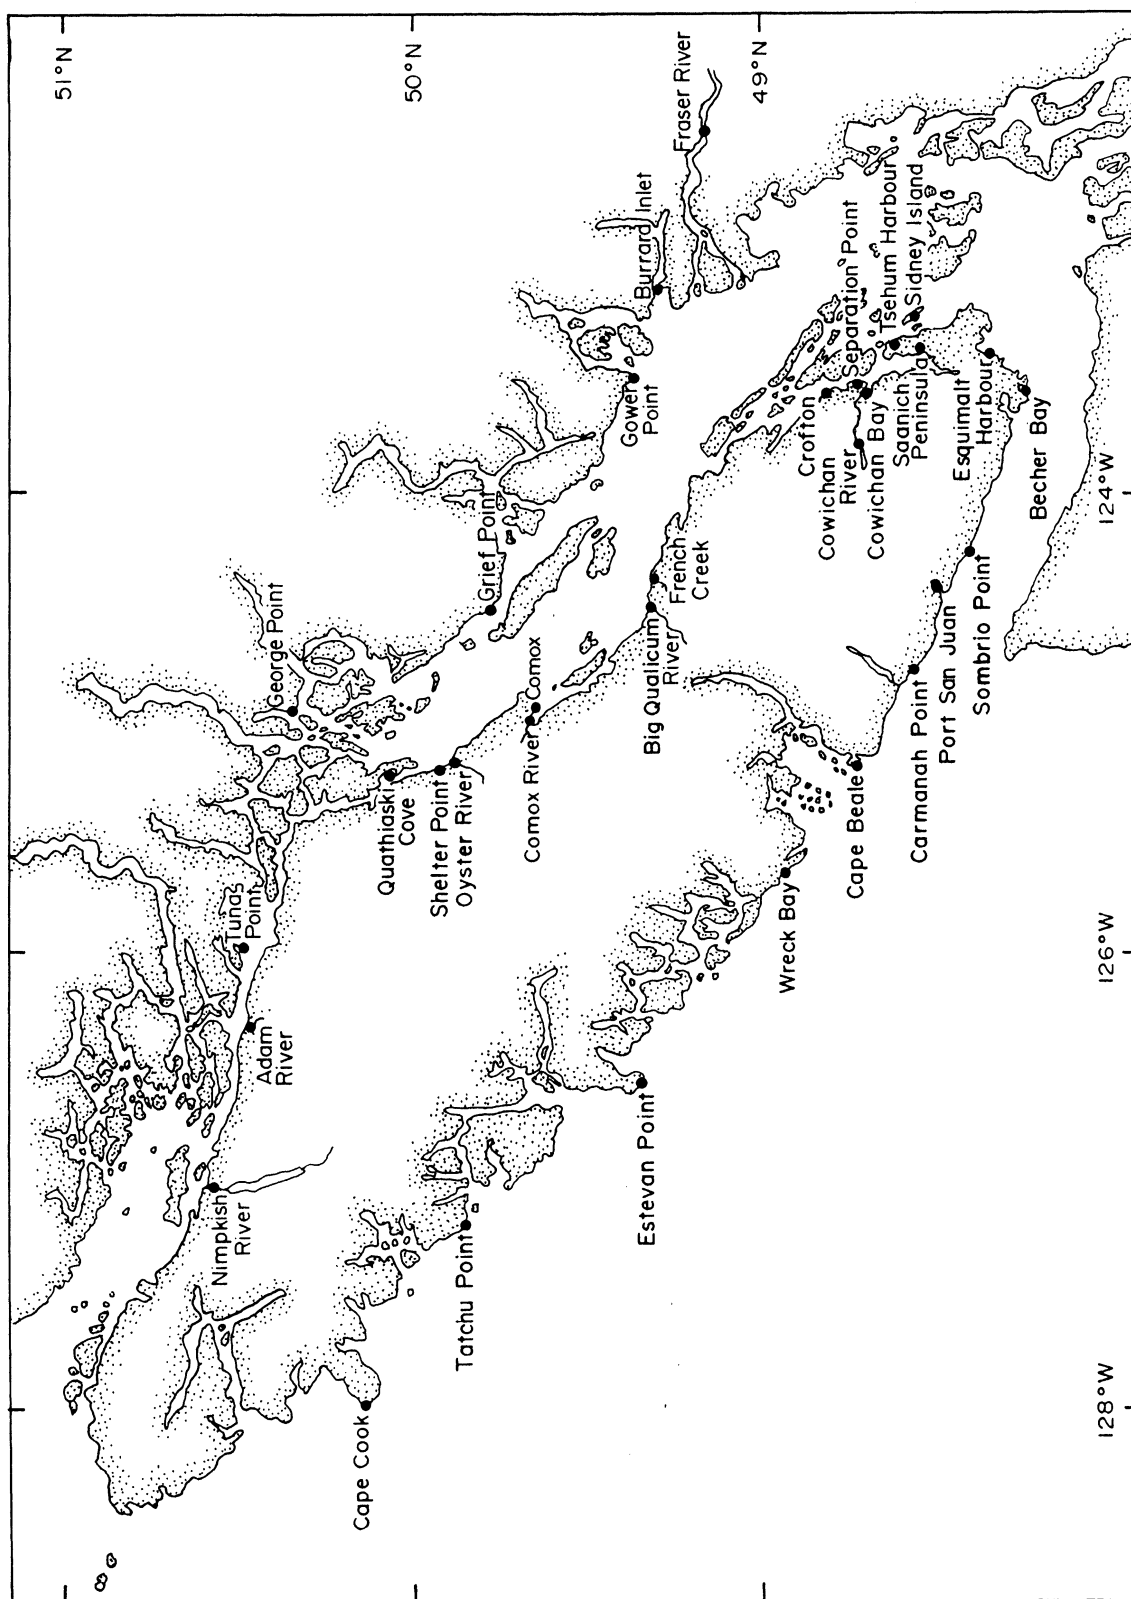 51°N
50°N
49°N
Fraser River
Burrard Inlet
Separation Point
Tsehum Harbour
Sidney Island
Gower
Point
Crofton
Cowichan
River
Cowichan Bay
Saanich
Peninsula
Esquimalt
Harbour
Becher Bay
124°W
Grief Point
French
Creek
George Point
Comox
Big Qualicum
River
Port San Juan
Sombrio Point
Carmanah Point
Quathiaski
Cove
Shelter Point
Oyster River
Comox River
Cape Beale
Tunas
Point
Wreck Bay
126°W
Adam
River
Nimpkish
River
Estevan Point
Tatchu Point
Cape Cook
128°W